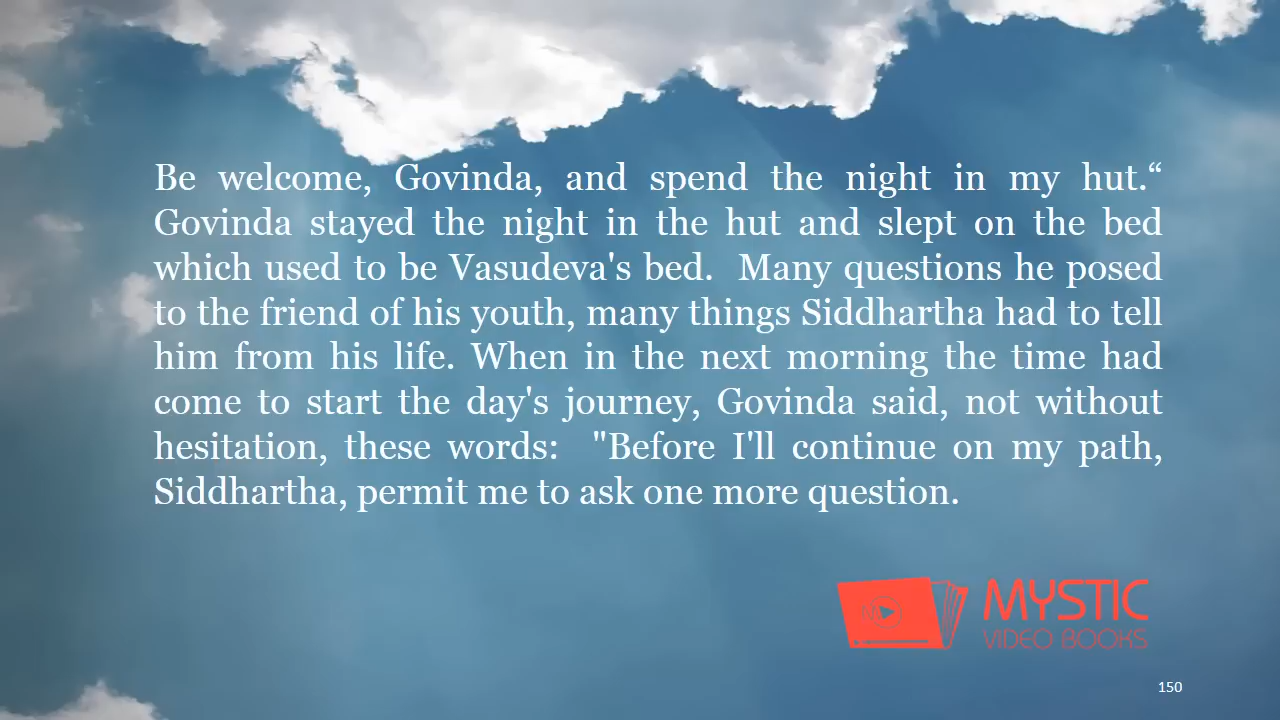 Be welcome, Govinda, and spend the night in my hut.“
Govinda stayed the night in the hut and slept on the bed
which used to be Vasudeva's bed.  Many questions he posed
to the friend of his youth, many things Siddhartha had to tell
him from his life. When in the next morning the time had
come to start the day's journey, Govinda said, not without
hesitation, these words:  "Before I'll continue on my path,
Siddhartha, permit me to ask one more question.
MYSTIC
VIDEO BOOKS
150